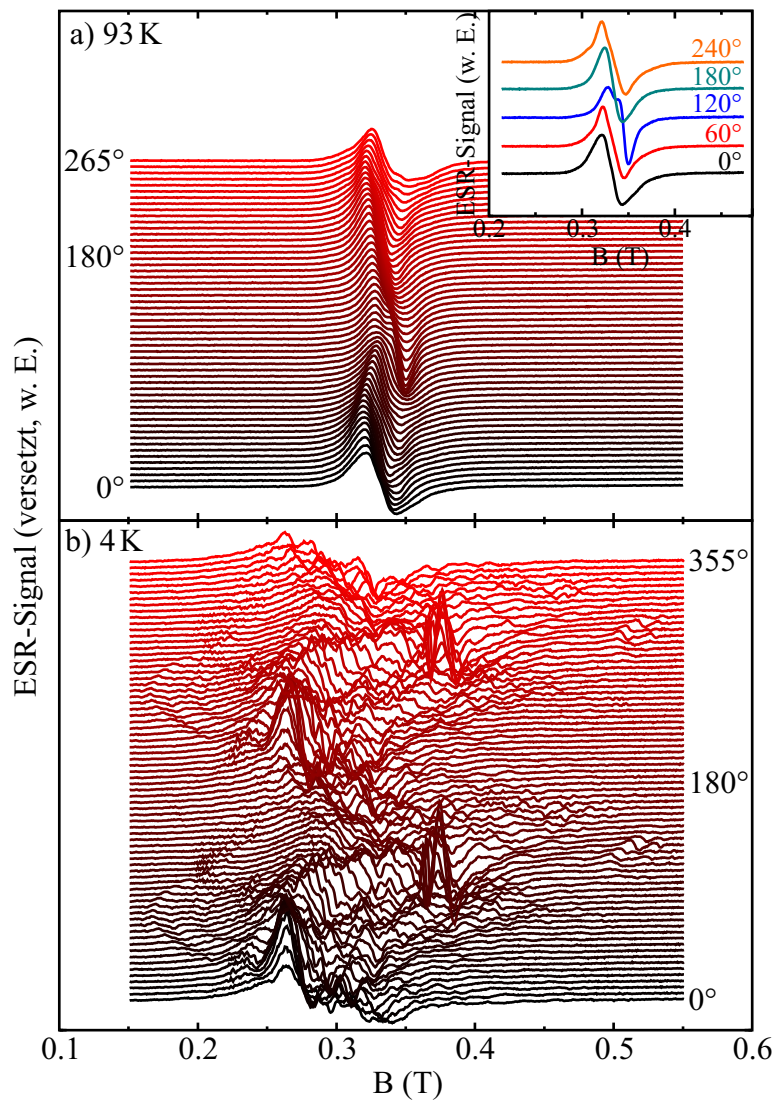 a) 93 K
265°
180°
0°
ESR-Signal (w. E.)
240°
180°
120°
60°
0°
0.2 0.3 0.4
B (T)
ESR-Signal (versetzt, w. E.)
b) 4 K
355°
180°
0°
0.1 0.2 0.3 0.4 0.5 0.6
B (T)